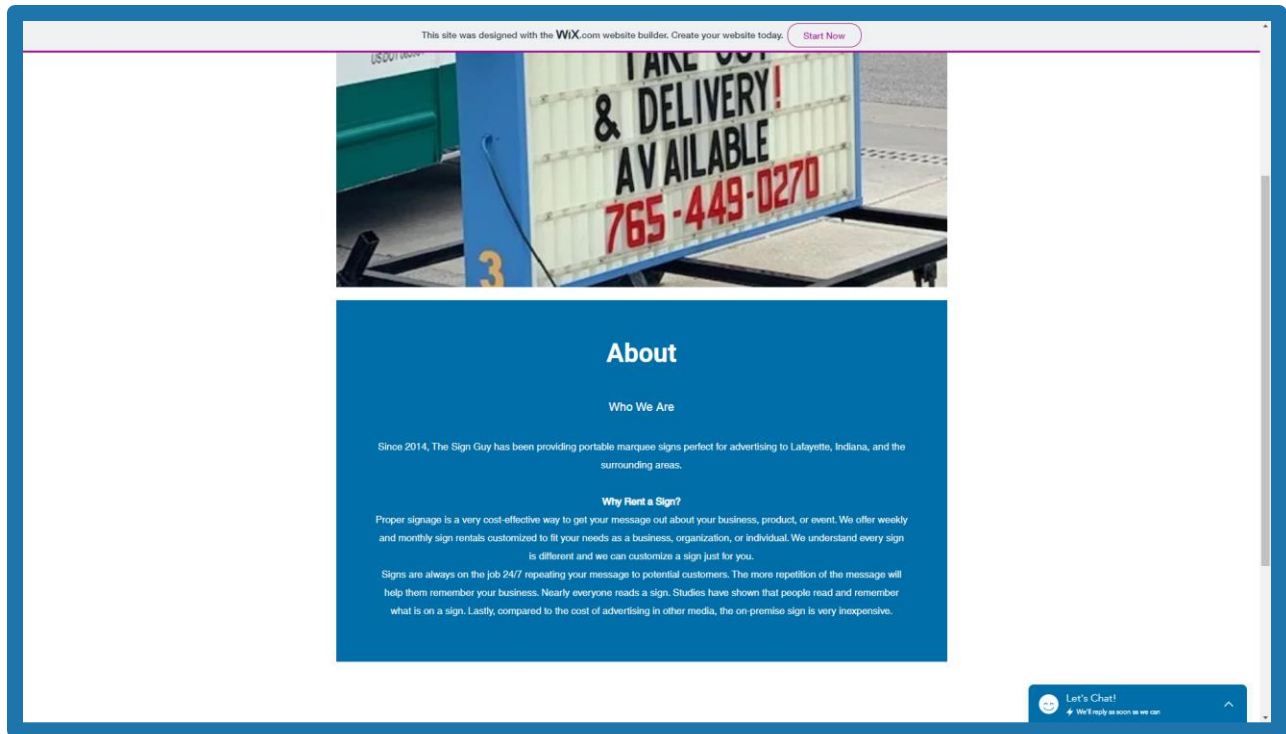 This site was designed with the WiX.com website builder. Create your website today. Start Now
TAKE OUT
& DELIVERY!
AVAILABLE
765-449-0270
3
About
Who We Are
Since 2014, The Sign Guy has been providing portable marquee signs perfect for advertising to Lafayette, Indiana, and the
surrounding areas.
Why Rent a Sign?
Proper signage is a very cost-effective way to get your message out about your business, product, or event. We offer weekly
and monthly sign rentals customized to fit your needs as a business, organization, or individual. We understand every sign
is different and we can customize a sign just for you.
Signs are always on the job 24/7 repeating your message to potential customers. The more repetition of the message will
help them remember your business. Nearly everyone reads a sign. Studies have shown that people read and remember
what is on a sign. Lastly, compared to the cost of advertising in other media, the on-premise sign is very inexpensive.
Let's Chat!
We'll reply as soon as we can